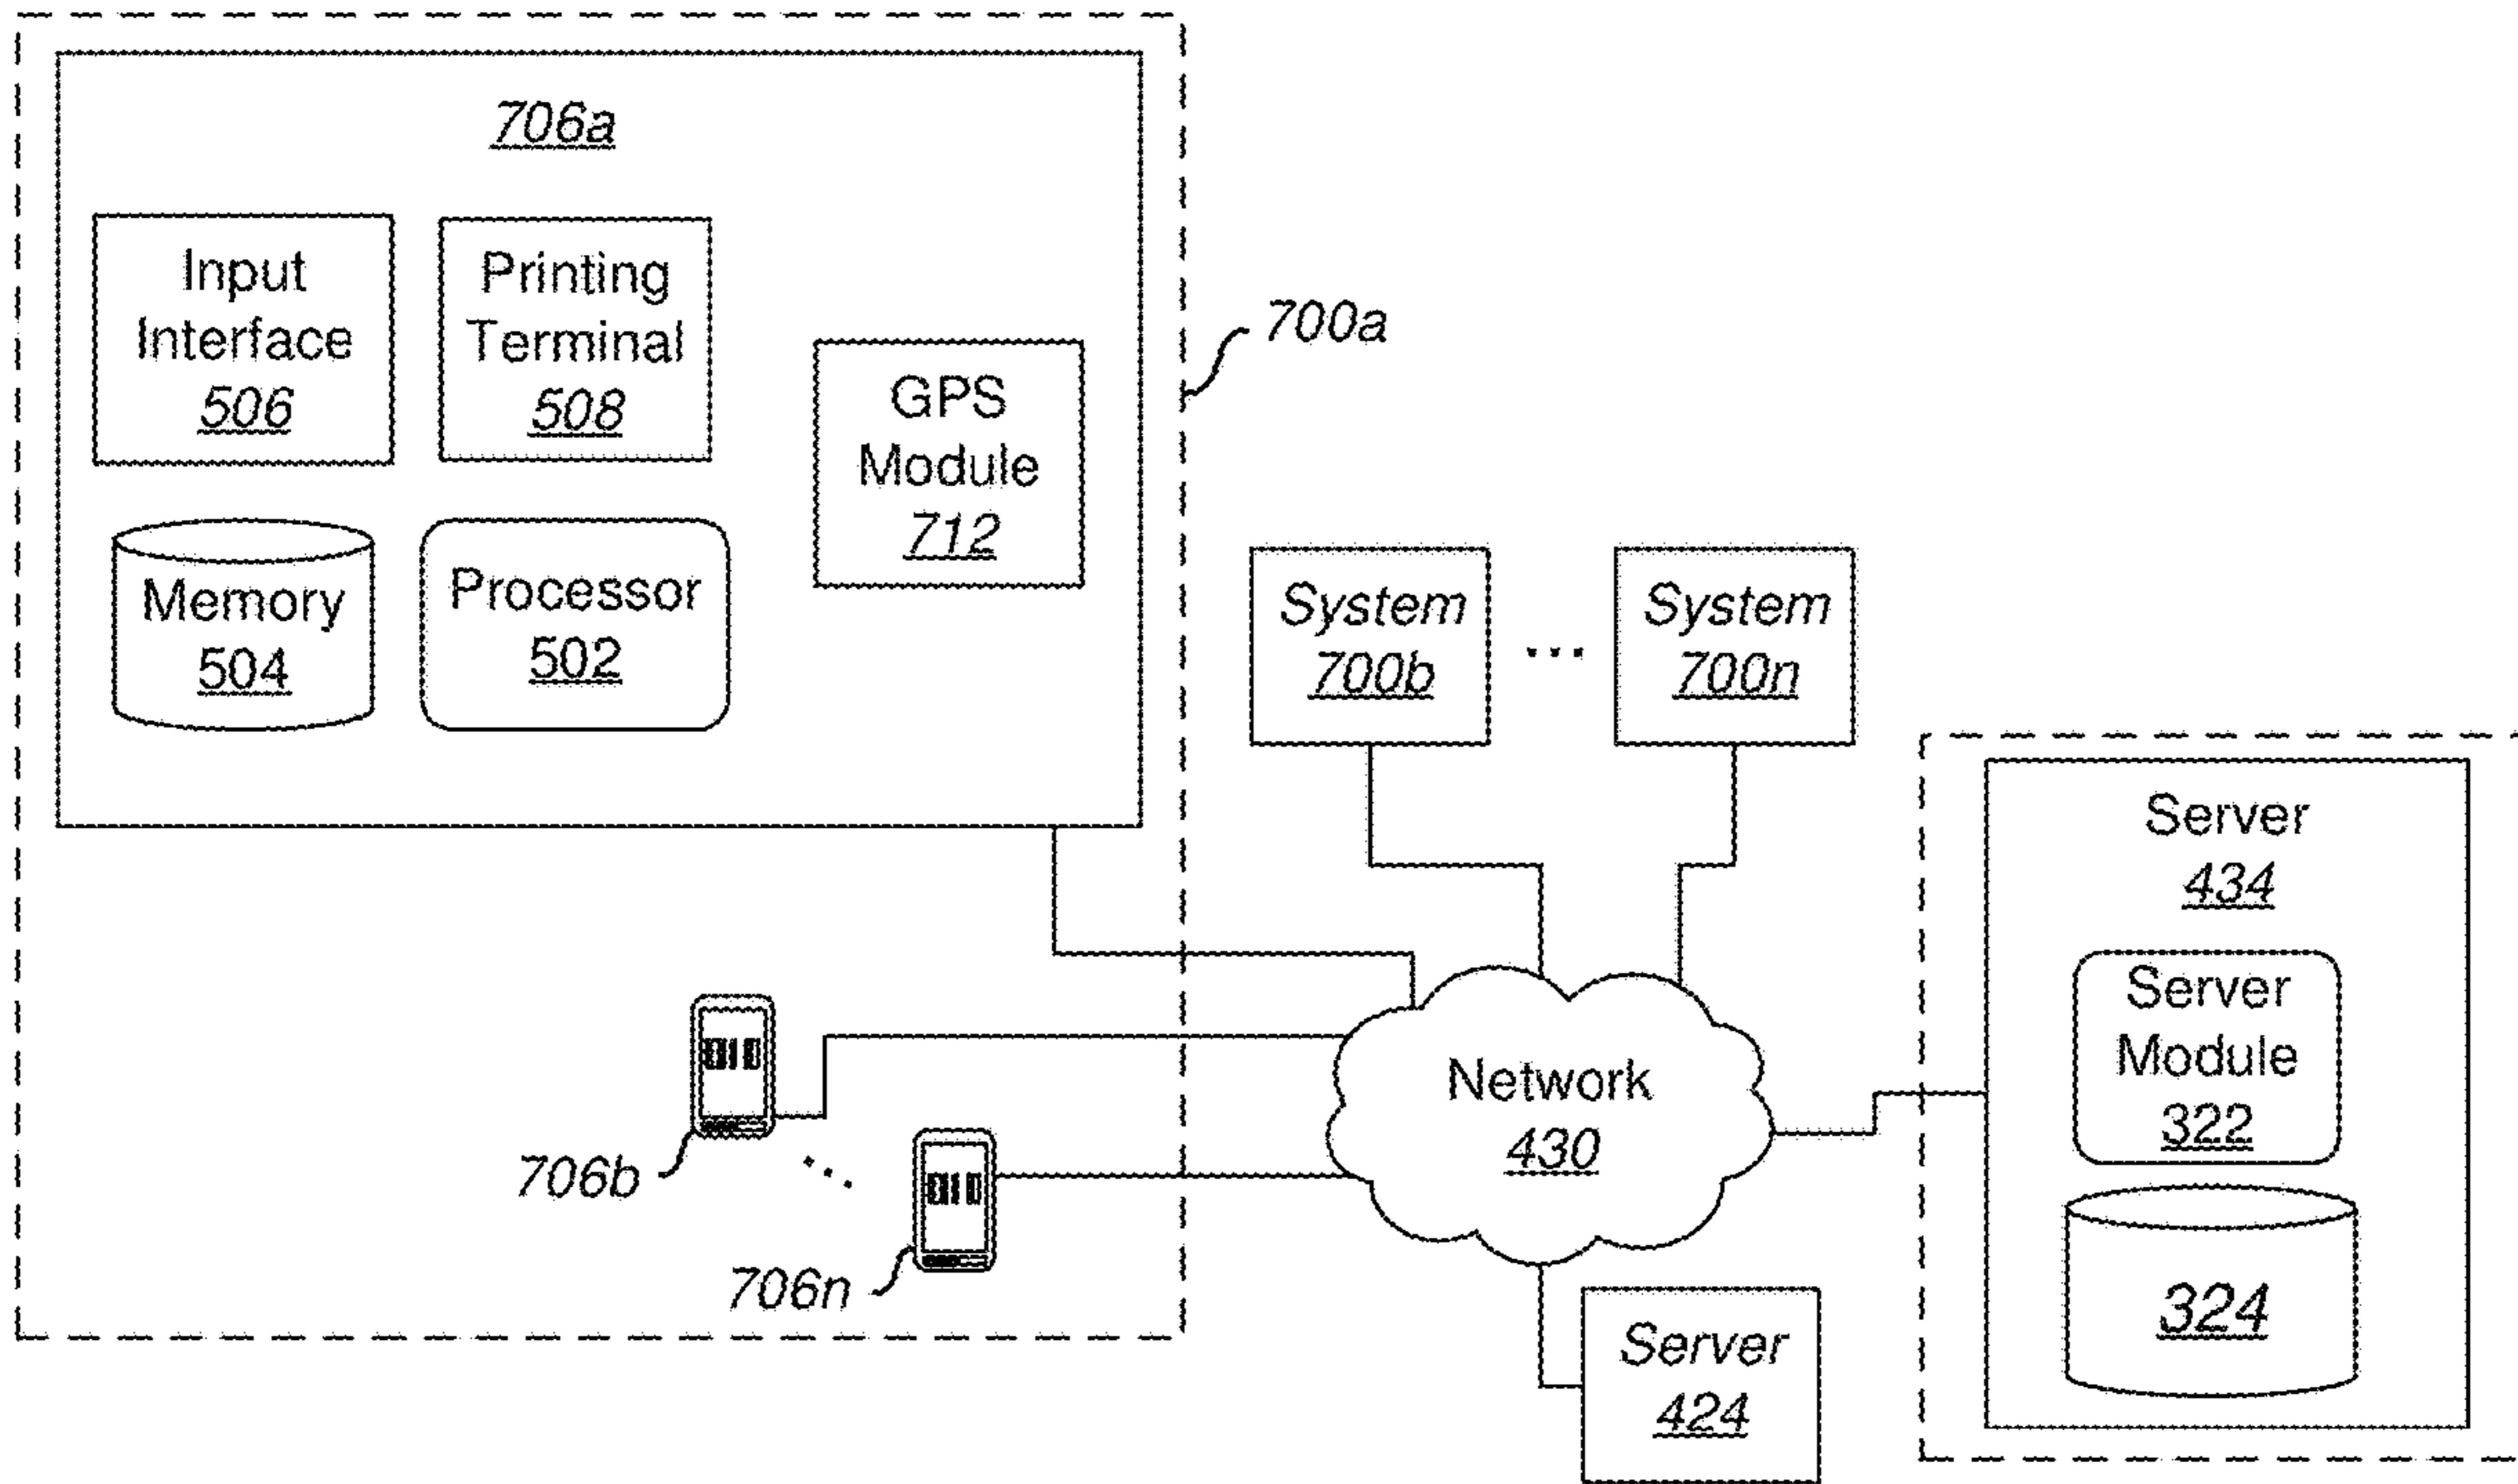 706a
Input
Interface
506
Printing
Terminal
508
GPS
Module
712
Memory
504
Processor
502
700a
System
700b
...
System
700n
Server
434
Server
Module
322
324
Network
430
706b
...
706n
Server
424